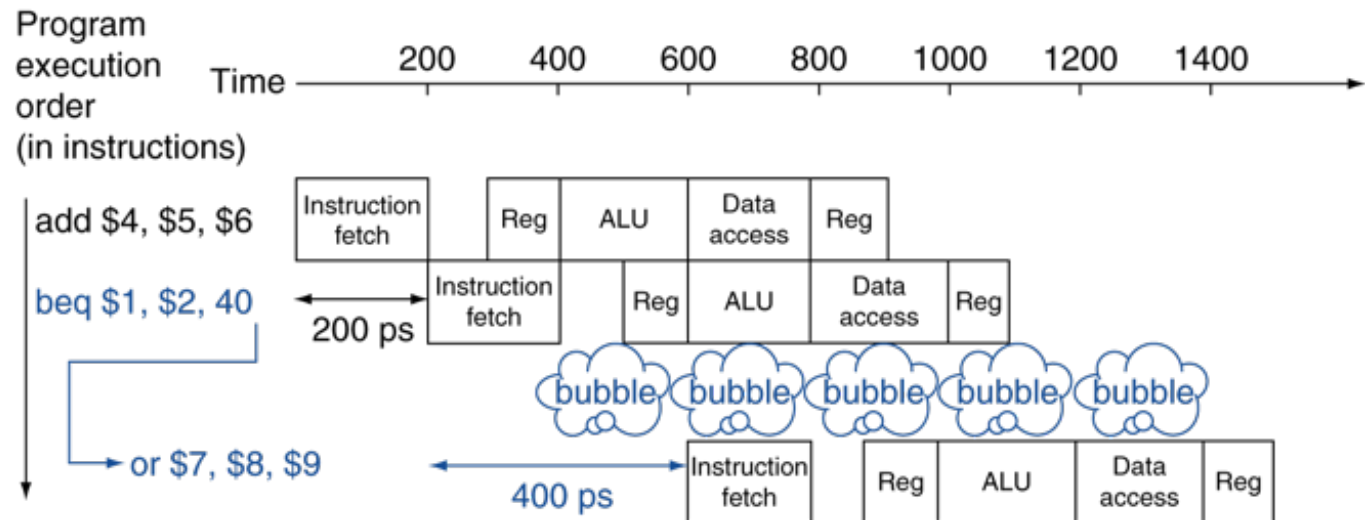 Program
execution
order
(in instructions)
Time
200 400 600 800 1000 1200 1400
add $4, $5, $6
Instruction
fetch
Reg
ALU
Data
access
Reg
beq $1, $2, 40
200 ps
Instruction
fetch
Reg
ALU
Data
access
Reg
bubble bubble bubble bubble bubble
or $7, $8, $9
400 ps
Instruction
fetch
Reg
ALU
Data
access
Reg